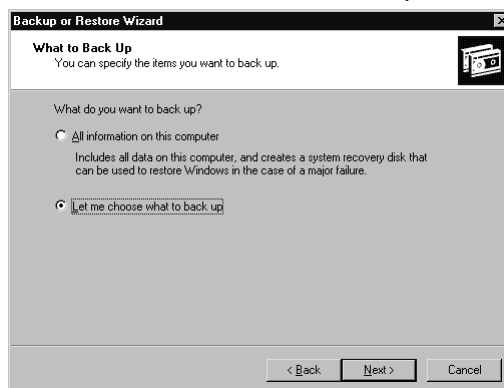 Backup or Restore Wizard
What to Back Up
You can specify the items you want to back up.
What do you want to back up?
All information on this computer
Includes all data on this computer, and creates a system recovery disk that
can be used to restore Windows in the case of a major failure.
Let me choose what to back up
< Back Next > Cancel